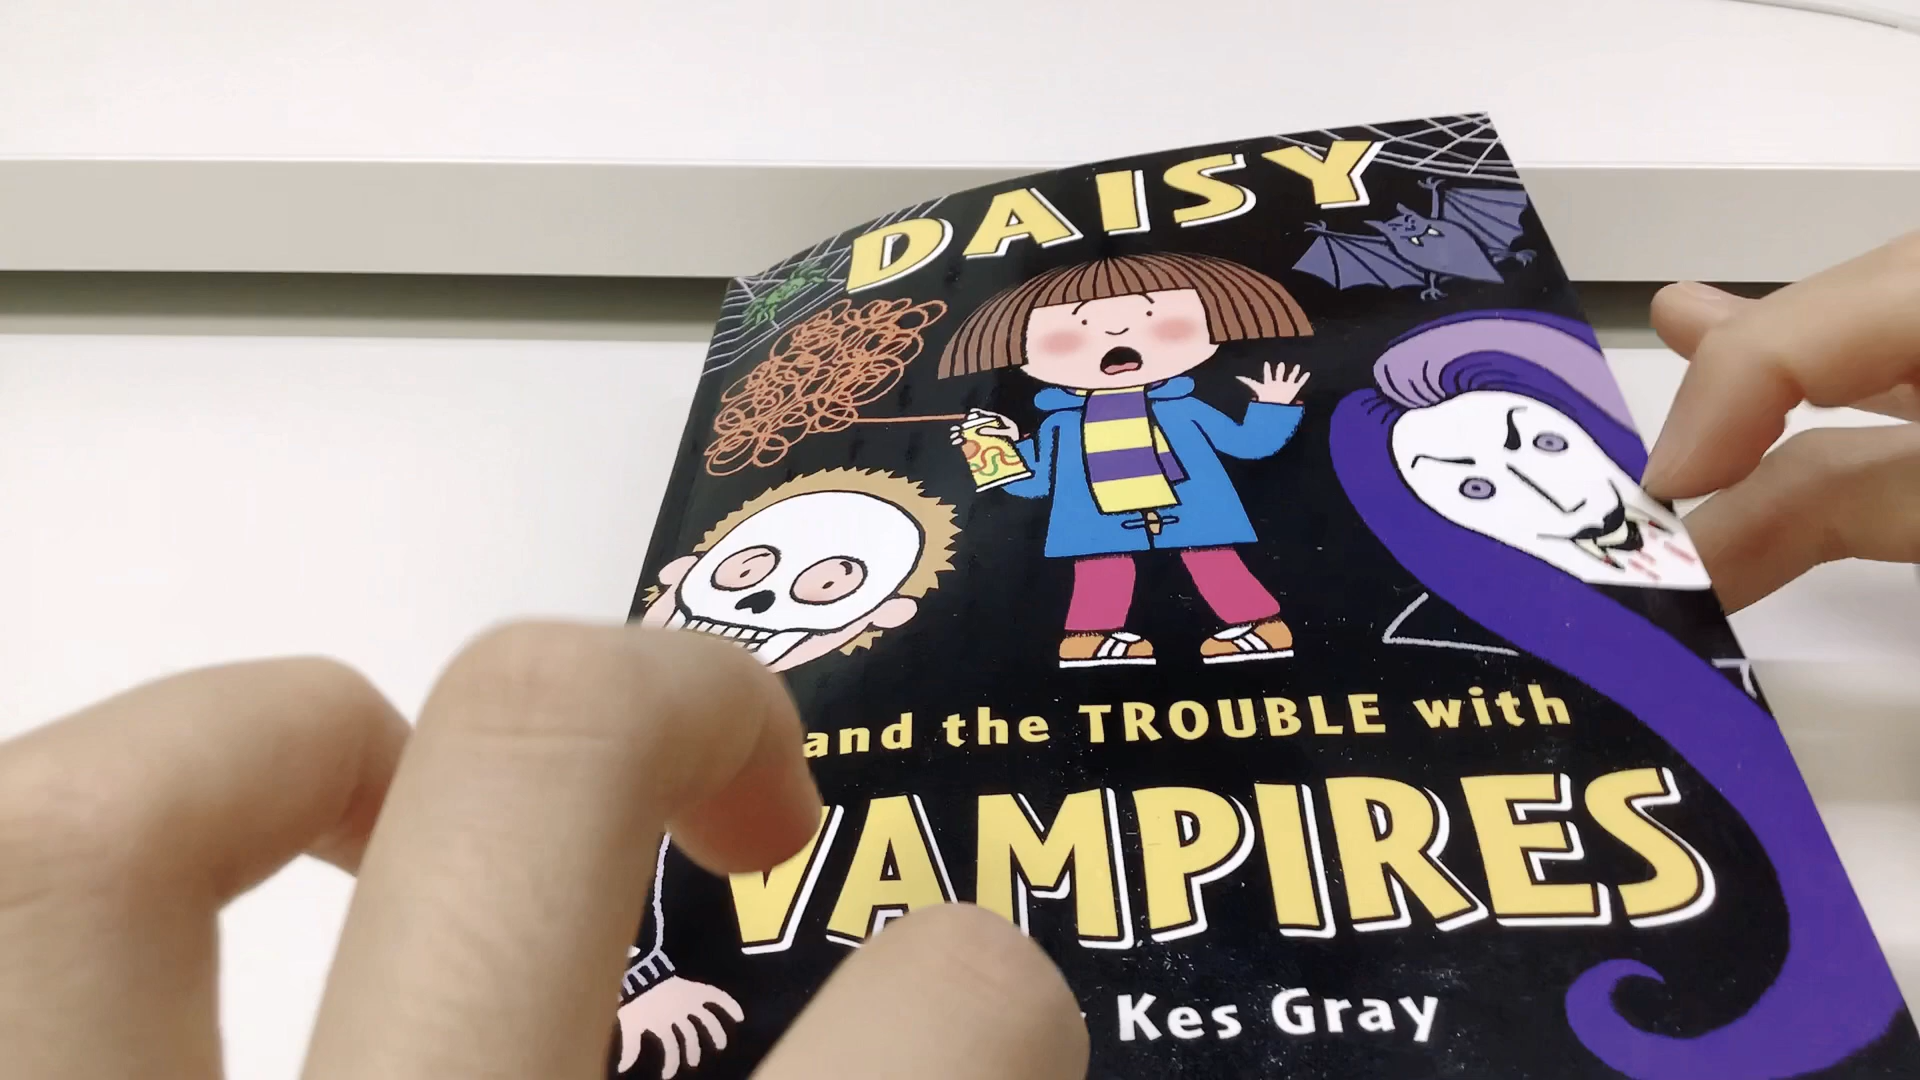 DAISY
and the TROUBLE with
VAMPIRES
Kes Gray